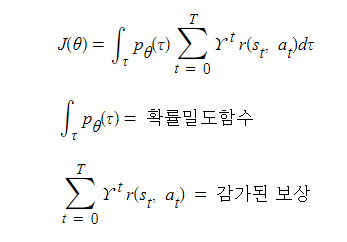 J(θ) = ∫_τ p_θ(τ) ∑_{t = 0}^{T} ϒ^t r(s_t, a_t)dτ
∫_τ p_θ(τ) = 확률밀도함수
∑_{t = 0}^{T} ϒ^t r(s_t, a_t) = 감가된 보상